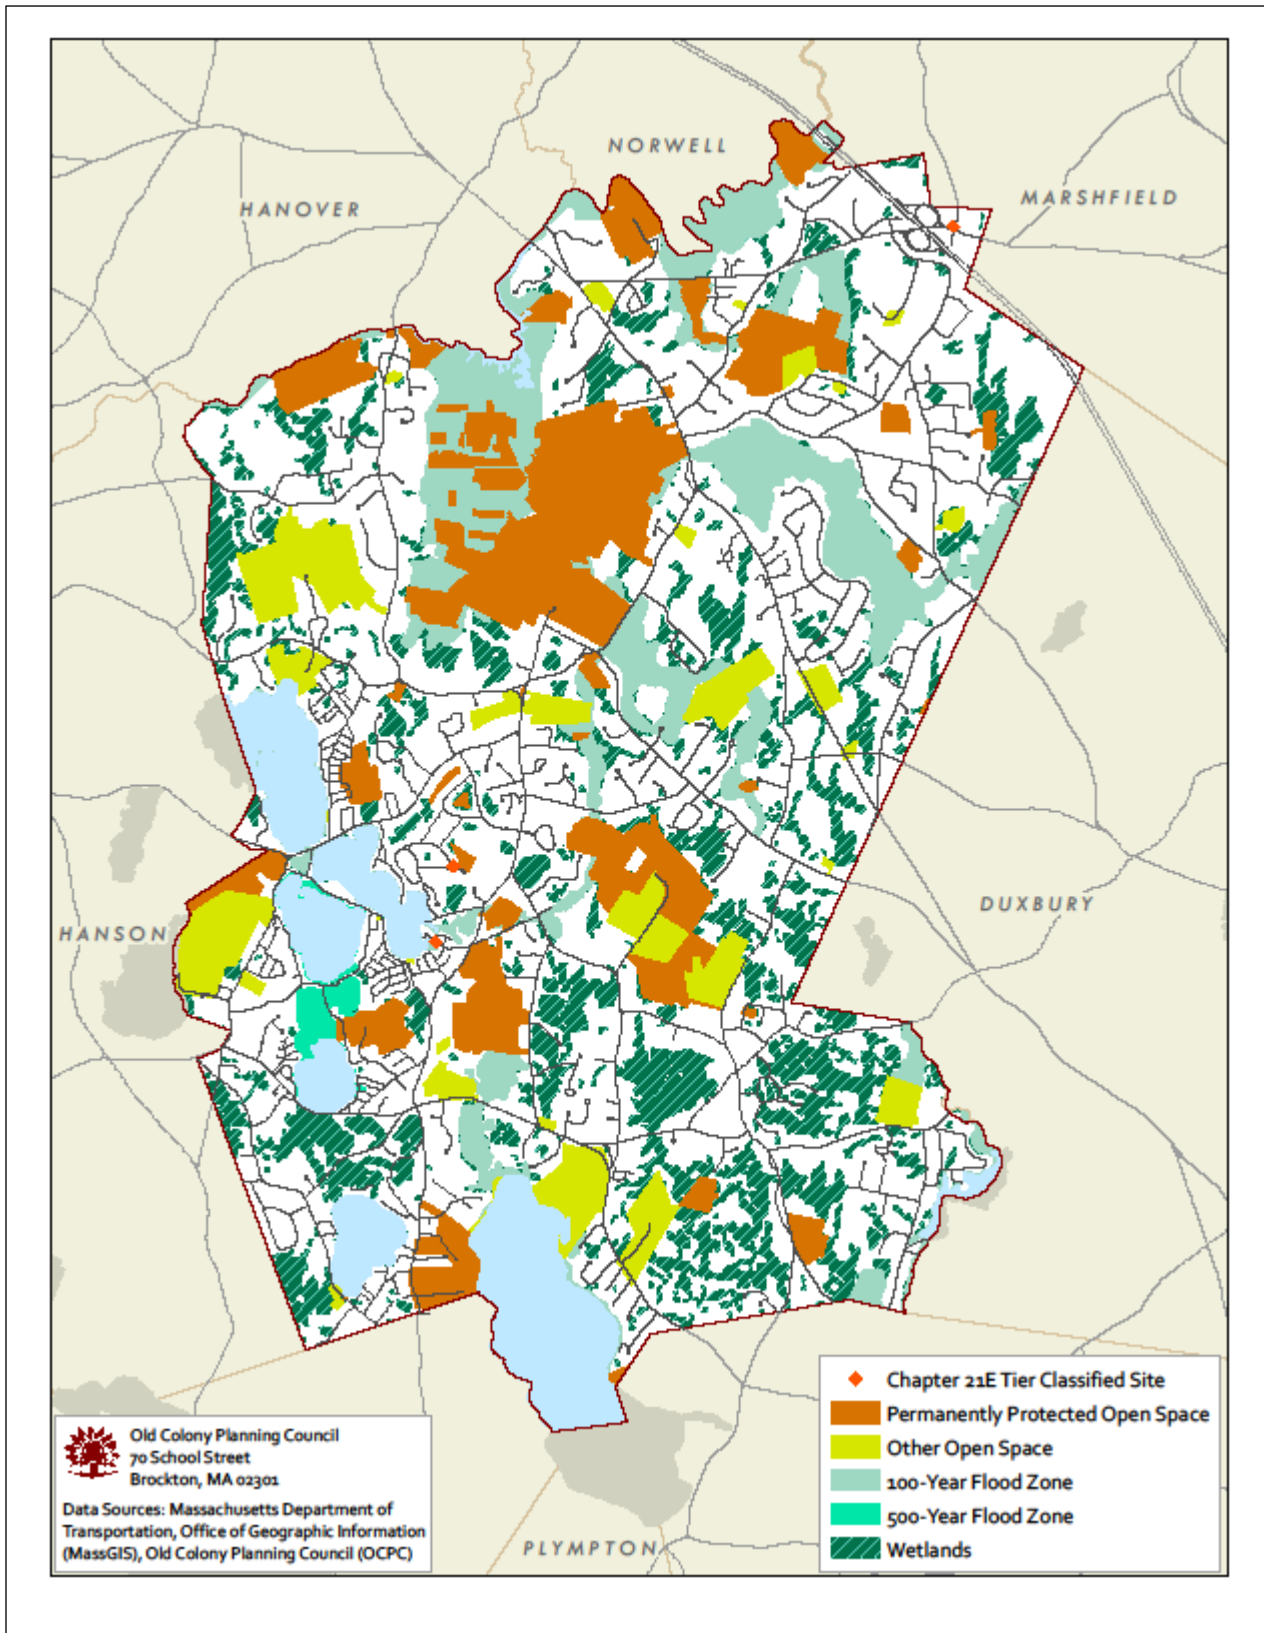 NORWELL
MARSHFIELD
HANOVER
DUXBURY
HANSON
PLYMPTON
Chapter 21E Tier Classified Site
Permanently Protected Open Space
Other Open Space
100-Year Flood Zone
500-Year Flood Zone
Wetlands
Old Colony Planning Council
70 School Street
Brockton, MA 02301
Data Sources: Massachusetts Department of
Transportation, Office of Geographic Information
(MassGIS), Old Colony Planning Council (OCPC)